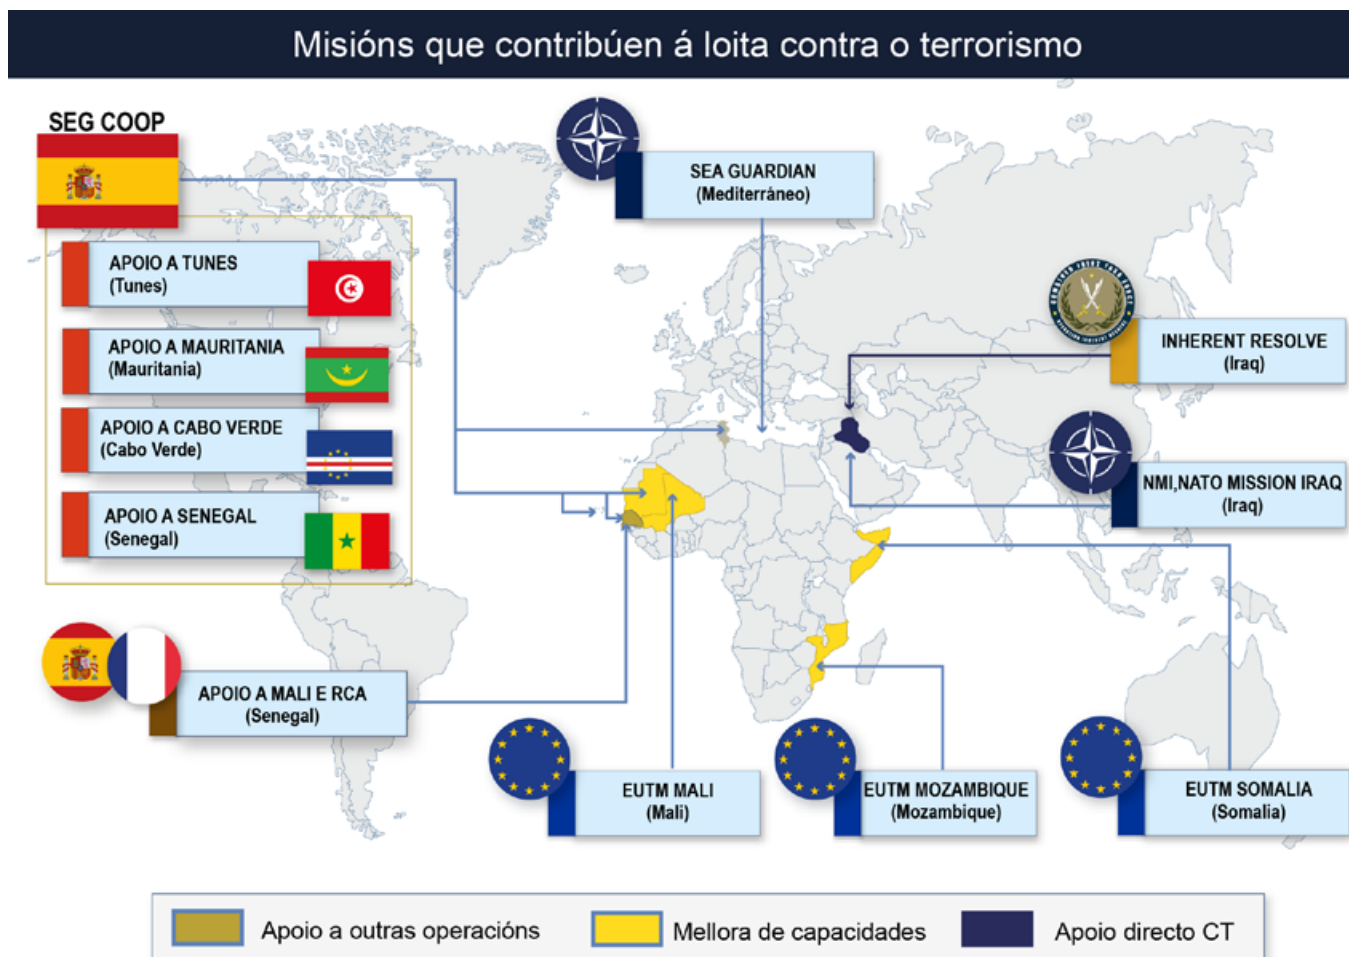 Misións que contribúen á loita contra o terrorismo
SEG COOP
APOIO A TUNES
(Tunes)
APOIO A MAURITANIA
(Mauritania)
APOIO A CABO VERDE
(Cabo Verde)
APOIO A SENEGAL
(Senegal)
APOIO A MALI E RCA
(Senegal)
SEA GUARDIAN
(Mediterráneo)
INHERENT RESOLVE
(Iraq)
NMI,NATO MISSION IRAQ
(Iraq)
EUTM MALI
(Mali)
EUTM MOZAMBIQUE
(Mozambique)
EUTM SOMALIA
(Somalia)
Apoio a outras operacións
Mellora de capacidades
Apoio directo CT